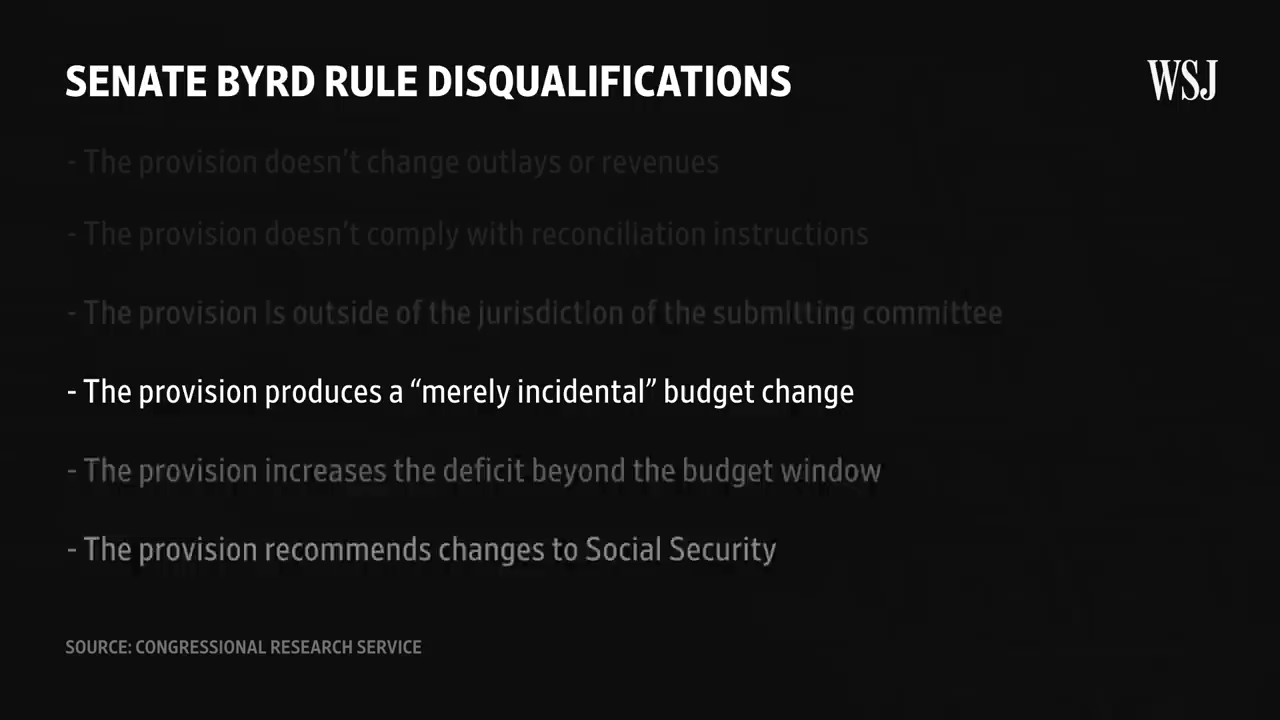 SENATE BYRD RULE DISQUALIFICATIONS
WSJ
- The provision doesn't change outlays or revenues
- The provision doesn't comply with reconciliation instructions
- The provision is outside of the jurisdiction of the submitting committee
- The provision produces a “merely incidental” budget change
- The provision increases the deficit beyond the budget window
- The provision recommends changes to Social Security
SOURCE: CONGRESSIONAL RESEARCH SERVICE